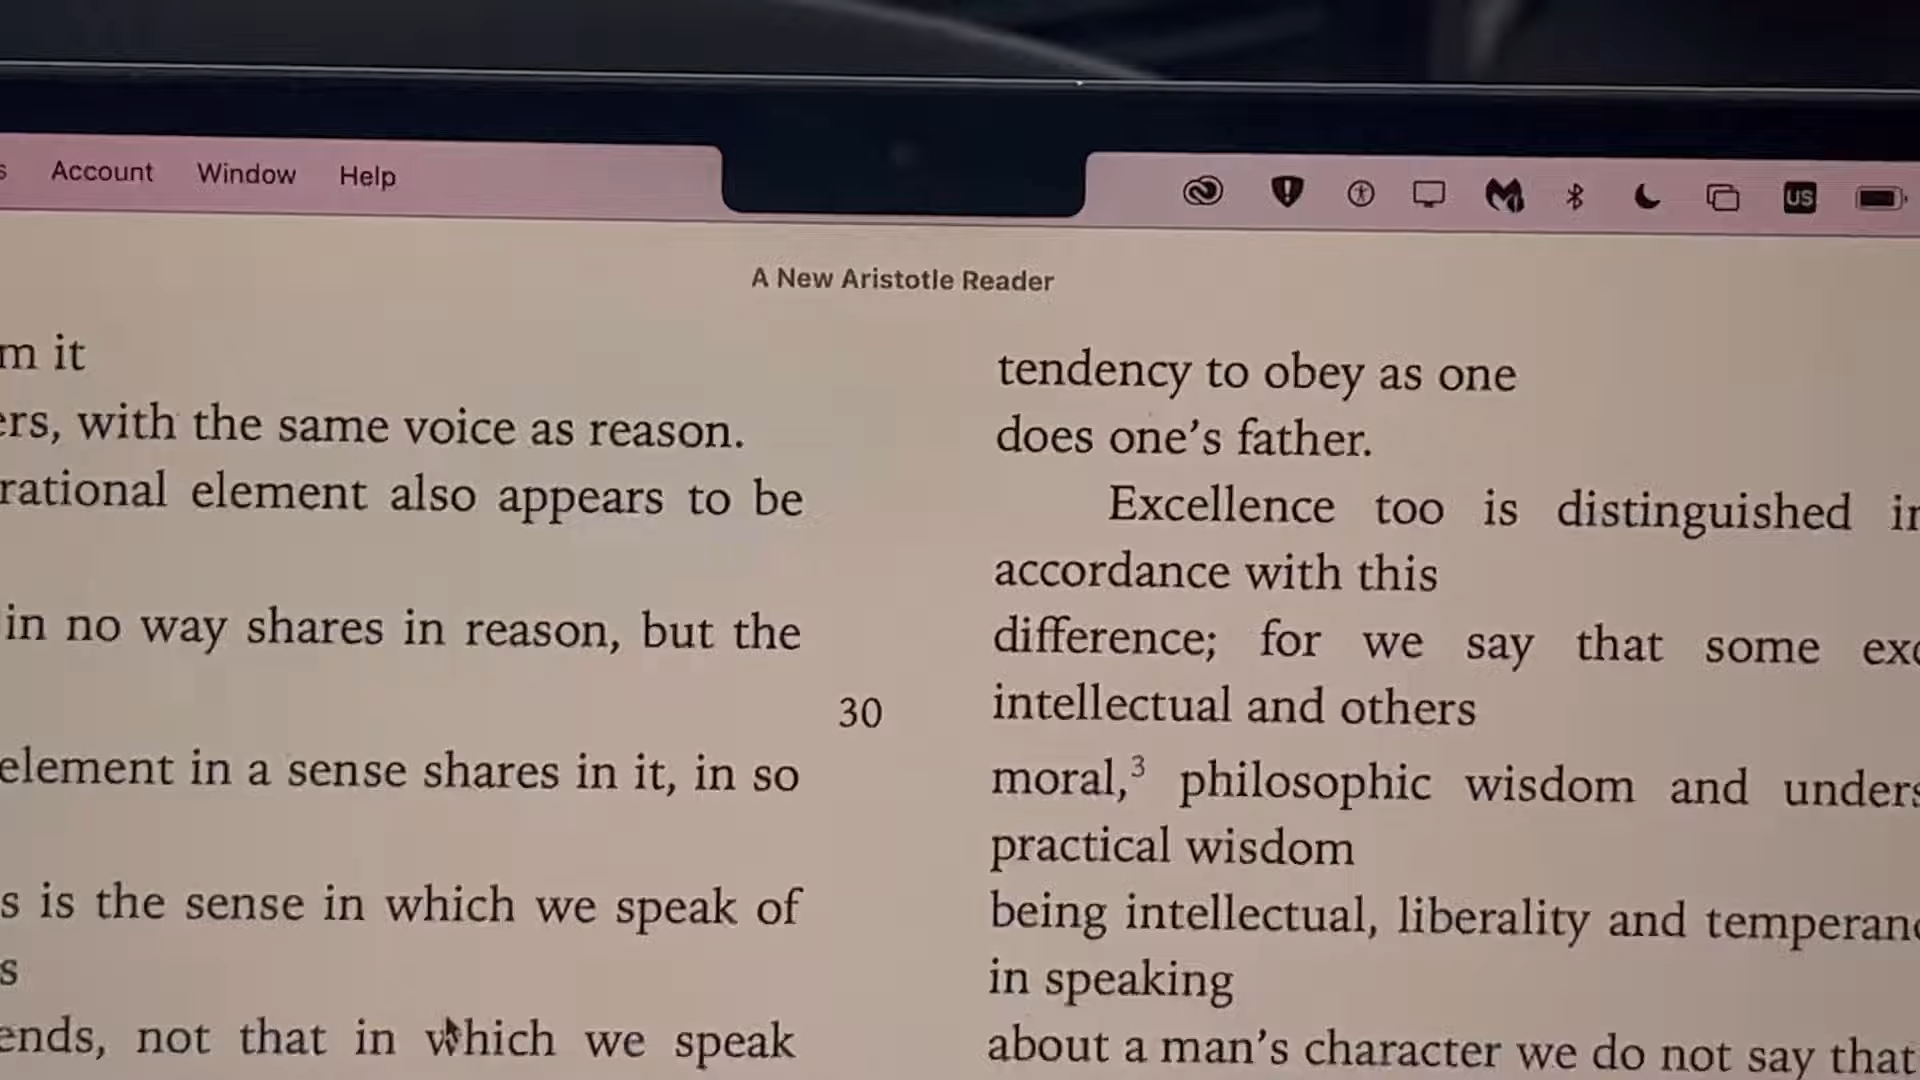 Account Window Help
US
A New Aristotle Reader
m it
ers, with the same voice as reason.
rational element also appears to be
in no way shares in reason, but the
30
element in a sense shares in it, in so
s is the sense in which we speak of
s
ends, not that in which we speak
tendency to obey as one
does one’s father.
Excellence too is distinguished in
accordance with this
difference; for we say that some exc
intellectual and others
moral,³ philosophic wisdom and unders
practical wisdom
being intellectual, liberality and temperanc
in speaking
about a man’s character we do not say that